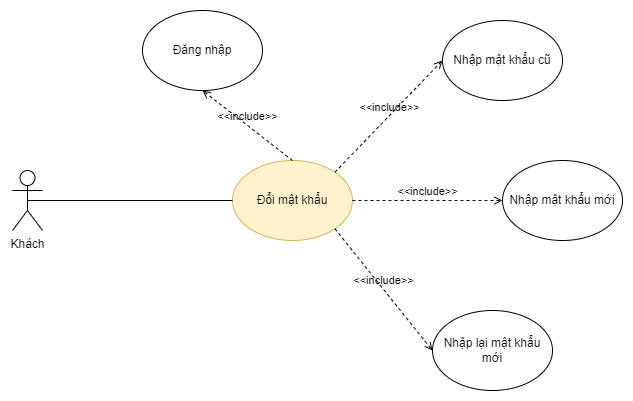 Đăng nhập
Nhập mật khẩu cũ
<<include>>
<<include>>
Đổi mật khẩu
<<include>>
Nhập mật khẩu mới
Khách
<<include>>
Nhập lại mật khẩu
mới